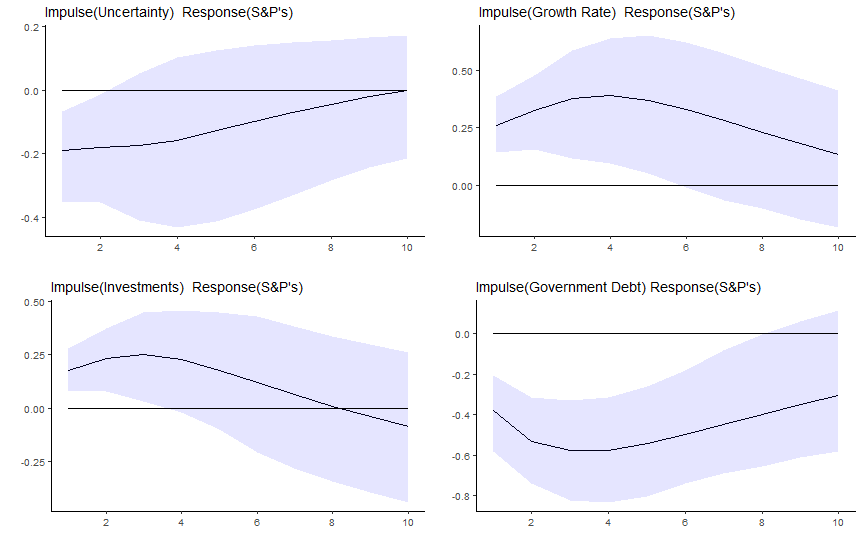 Impulse(Uncertainty)  Response(S&P's)
0.2
0.0
-0.2
-0.4
2 4 6 8 10
Impulse(Growth Rate)  Response(S&P's)
0.50
0.25
0.00
2 4 6 8 10
Impulse(Investments)  Response(S&P's)
0.50
0.25
0.00
-0.25
2 4 6 8 10
Impulse(Government Debt) Response(S&P's)
0.0
-0.2
-0.4
-0.6
-0.8
2 4 6 8 10